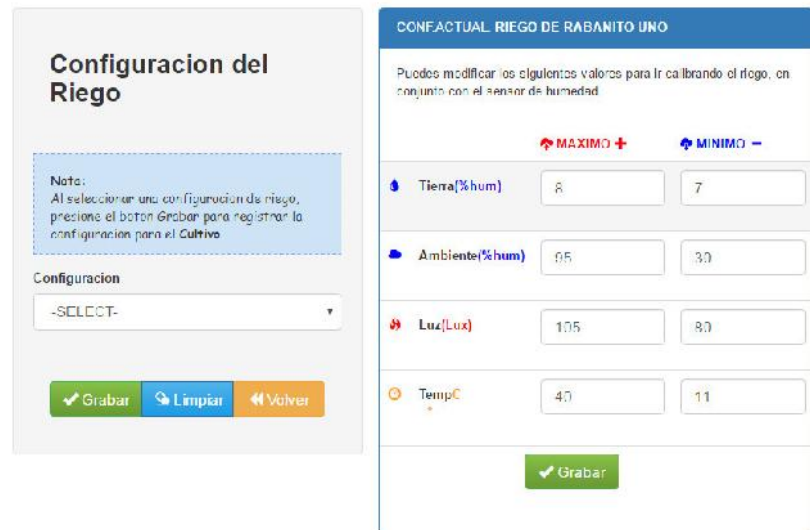 Configuracion del
Riego
Nota:
Al seleccionar una configuracion de riego,
presione el boton Grabar para registrar la
configuracion para el Cultivo
Configuracion
-SELECT-
Grabar Limpiar Volver
CONF.ACTUAL RIEGO DE RABANITO UNO
Puedes modificar los siguientes valores para ir calibrando el riego, en
conjunto con el sensor de humedad
MAXIMO + MINIMO -
Tierra(%hum) 8 7
Ambiente(%hum) 95 30
Luz(Lux) 105 80
TempC° 40 11
Grabar